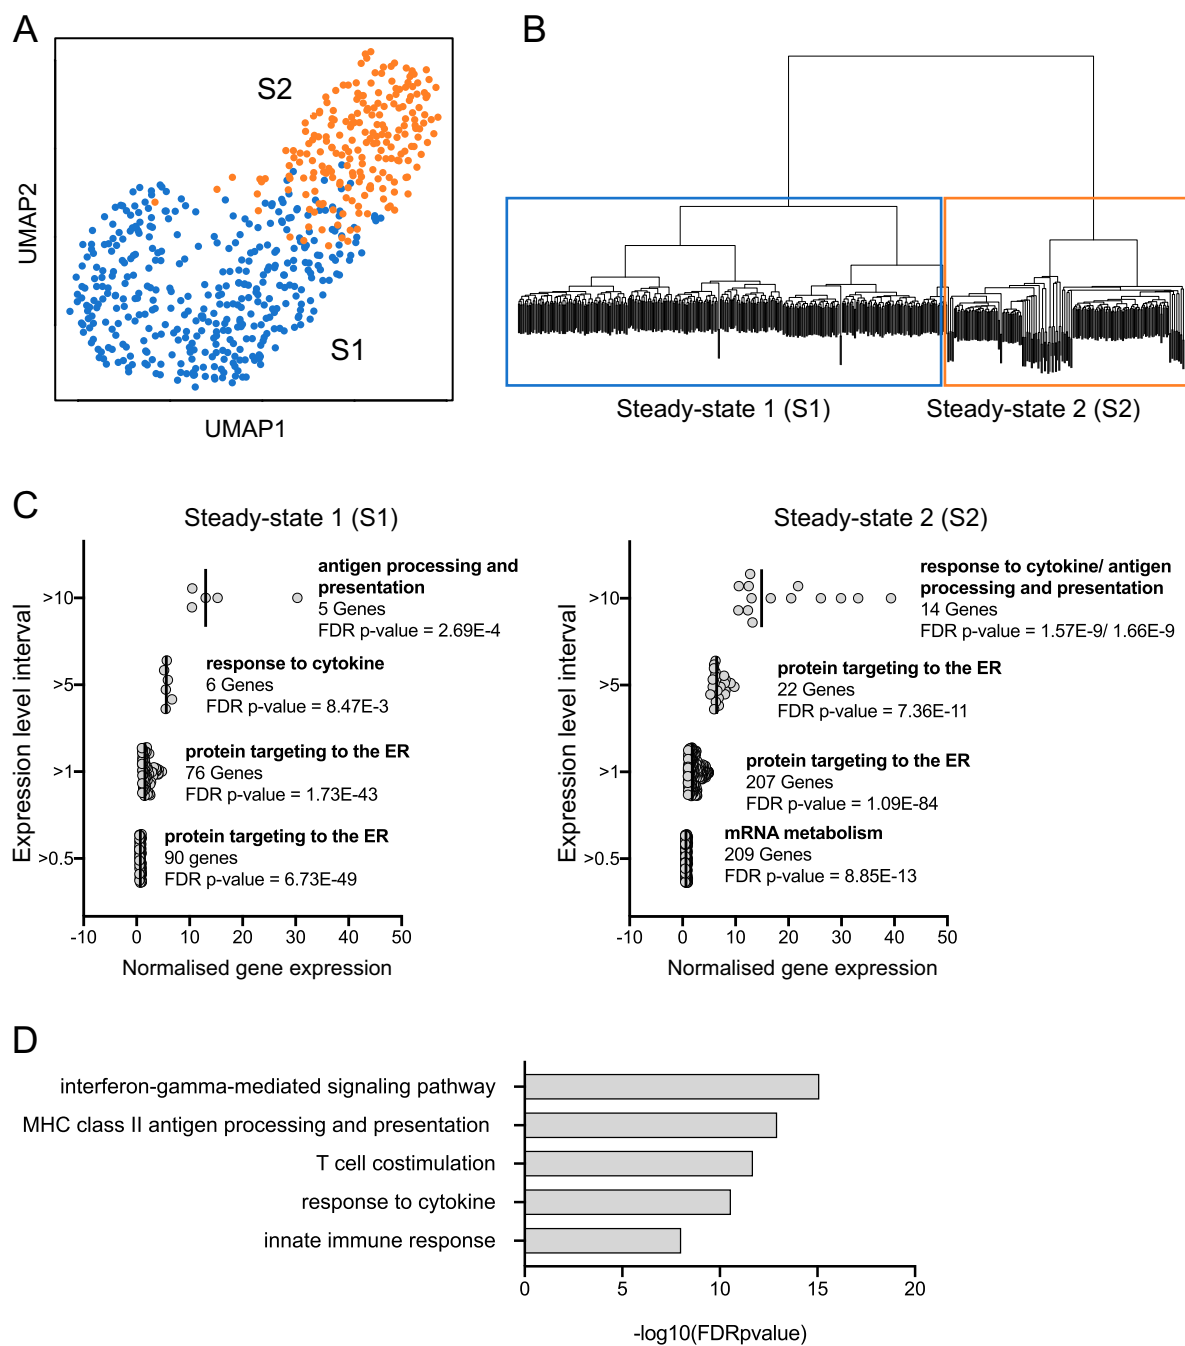 A
S2
S1
UMAP2
UMAP1
B
Steady-state 1 (S1)
Steady-state 2 (S2)
C
Steady-state 1 (S1)
Expression level interval
>10
>5
>1
>0.5
antigen processing and
presentation
5 Genes
FDR p-value = 2.69E-4
response to cytokine
6 Genes
FDR p-value = 8.47E-3
protein targeting to the ER
76 Genes
FDR p-value = 1.73E-43
protein targeting to the ER
90 genes
FDR p-value = 6.73E-49
-10 0 10 20 30 40 50
Normalised gene expression
Steady-state 2 (S2)
Expression level interval
>10
>5
>1
>0.5
response to cytokine/ antigen
processing and presentation
14 Genes
FDR p-value = 1.57E-9/ 1.66E-9
protein targeting to the ER
22 Genes
FDR p-value = 7.36E-11
protein targeting to the ER
207 Genes
FDR p-value = 1.09E-84
mRNA metabolism
209 Genes
FDR p-value = 8.85E-13
-10 0 10 20 30 40 50
Normalised gene expression
D
interferon-gamma-mediated signaling pathway
MHC class II antigen processing and presentation
T cell costimulation
response to cytokine
innate immune response
0 5 10 15 20
-log10(FDRpvalue)